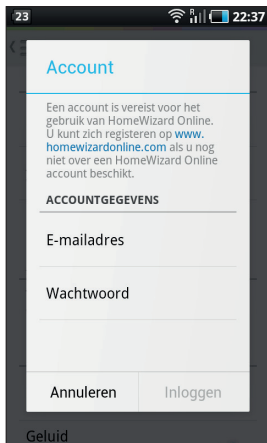 23 R 22:37
Account
Een account is vereist voor het
gebruik van HomeWizard Online.
U kunt zich registeren op www.
homewizardonline.com als u nog
niet over een HomeWizard Online
account beschikt.
ACCOUNTGEGEVENS
E-mailadres
Wachtwoord
Annuleren Inloggen
Geluid